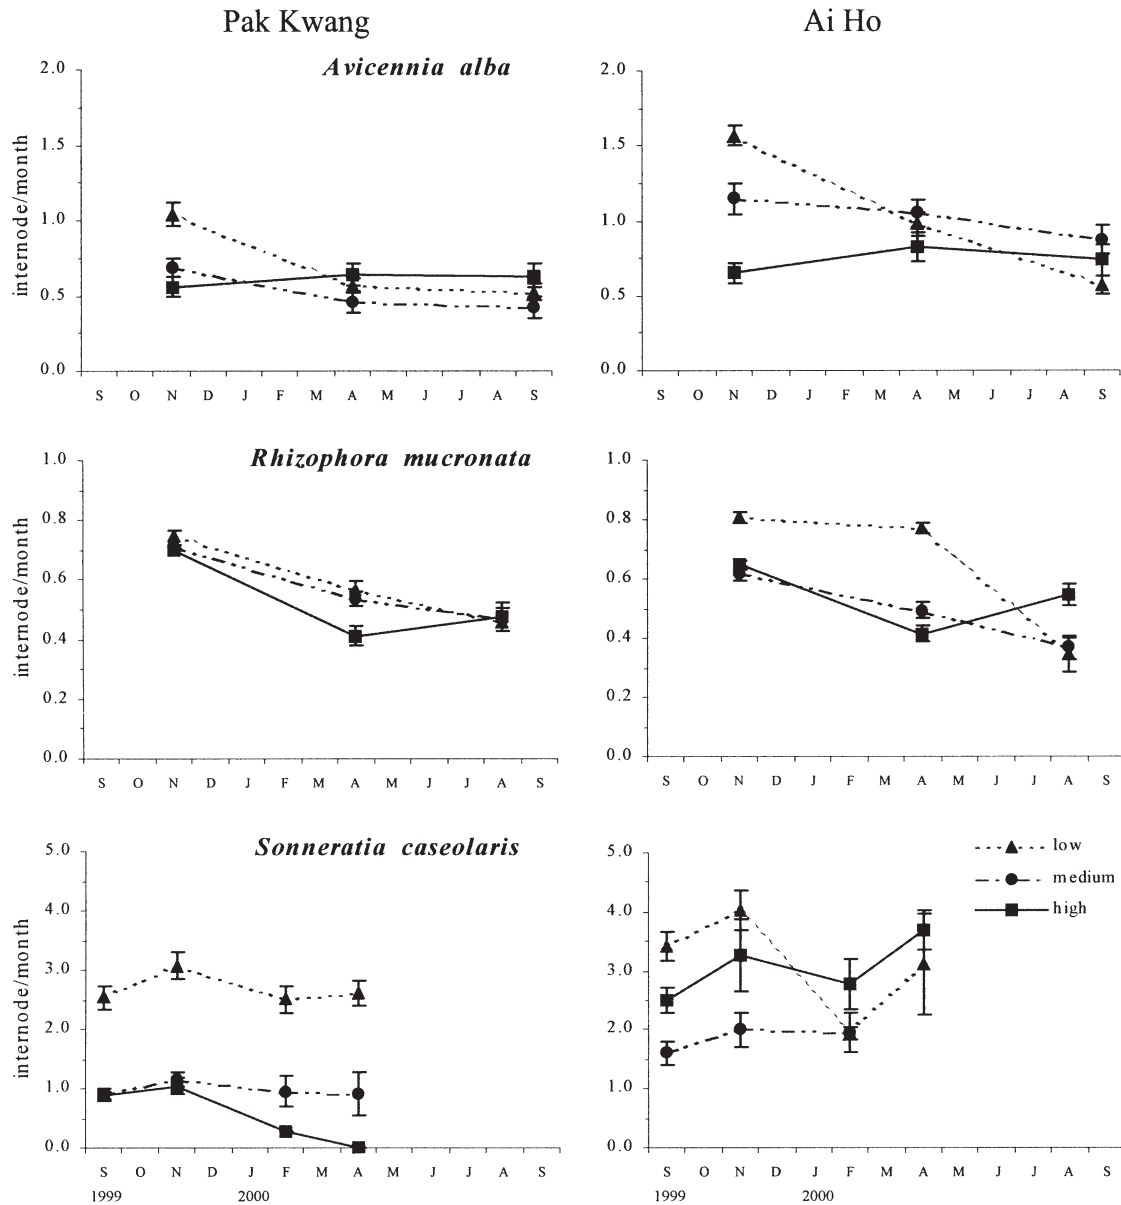 Pak Kwang
Ai Ho
Avicennia alba
internode/month
2.0
1.5
1.0
0.5
0.0
S O N D J F M A M J J A S
2.0
1.5
1.0
0.5
0.0
S O N D J F M A M J J A S
Rhizophora mucronata
internode/month
1.0
0.8
0.6
0.4
0.2
0.0
S O N D J F M A M J J A S
1.0
0.8
0.6
0.4
0.2
0.0
S O N D J F M A M J J A S
Sonneratia caseolaris
internode/month
5.0
4.0
3.0
2.0
1.0
0.0
S O N D J F A M J J A S
1999 2000
5.0
4.0
3.0
2.0
1.0
0.0
low
medium
high
S O N D J F M A M J J A S
1999 2000